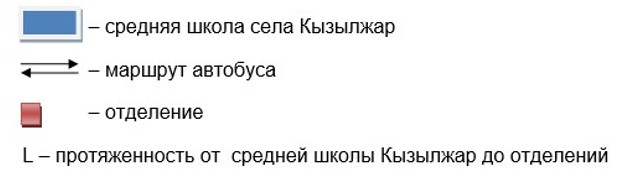 – средняя школа села Кызылжар
– маршрут автобуса
– отделение
L – протяженность от средней школы Кызылжар до отделений